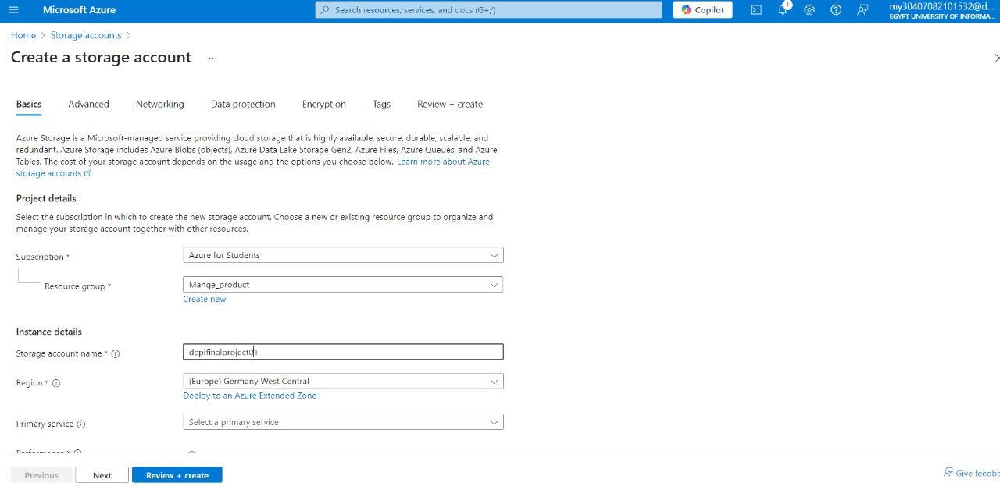 Microsoft Azure
Search resources, services, and docs (G+/)
Copilot
1
my30407082101532@d...
EGYPT UNIVERSITY OF INFORMA...
Home > Storage accounts >
Create a storage account ...
Basics Advanced Networking Data protection Encryption Tags Review + create
Azure Storage is a Microsoft-managed service providing cloud storage that is highly available, secure, durable, scalable, and
redundant. Azure Storage includes Azure Blobs (objects), Azure Data Lake Storage Gen2, Azure Files, Azure Queues, and Azure
Tables. The cost of your storage account depends on the usage and the options you choose below. Learn more about Azure
storage accounts
Project details
Select the subscription in which to create the new storage account. Choose a new or existing resource group to organize and
manage your storage account together with other resources.
Subscription *
Azure for Students
Resource group *
Mange_product
Create new
Instance details
Storage account name *
depifinalproject01
Region *
(Europe) Germany West Central
Deploy to an Azure Extended Zone
Primary service
Select a primary service
Performance *
Previous
Next
Review + create
Give feedba